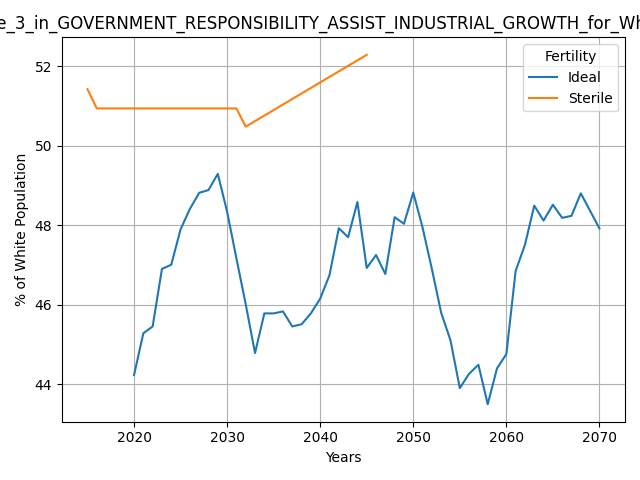 e_3_in_GOVERNMENT_RESPONSIBILITY_ASSIST_INDUSTRIAL_GROWTH_for_Wh
Fertility
Ideal
Sterile
% of White Population
52
50
48
46
44
2020 2030 2040 2050 2060 2070
Years